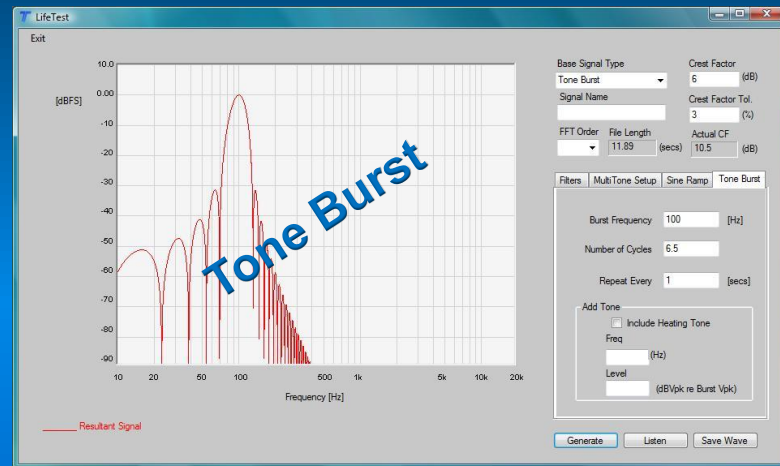 LifeTest
Exit
10.0
0.00
-10
-20
-30
-40
-50
-60
-70
-80
-90
[dBFS]
10 20 50 100 500 1k 5k 10k 20k
Frequency [Hz]
Resultant Signal
Tone Burst
Base Signal Type
Tone Burst
Signal Name
FFT Order File Length
11.89 (secs)
Crest Factor
6 (dB)
Crest Factor Tol.
3 (%)
Actual CF
10.5 (dB)
Filters MultiTone Setup Sine Ramp Tone Burst
Burst Frequency 100 [Hz]
Number of Cycles 6.5
Repeat Every 1 [secs]
Add Tone
Include Heating Tone
Freq
(Hz)
Level
(dBVpk re Burst Vpk)
Generate Listen Save Wave